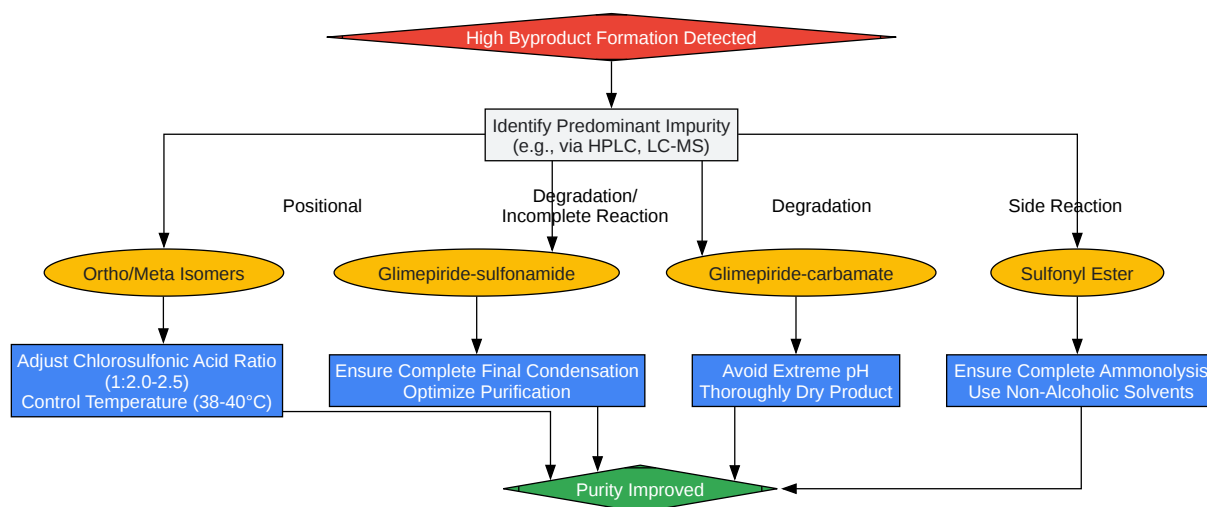 High Byproduct Formation Detected
Identify Predominant Impurity
(e.g., via HPLC, LC-MS)
Positional
Degradation/
Incomplete Reaction
Degradation
Side Reaction
Ortho/Meta Isomers
Glimepiride-sulfonamide
Glimepiride-carbamate
Sulfonyl Ester
Adjust Chlorosulfonic Acid Ratio
(1:2.0-2.5)
Control Temperature (38-40°C)
Ensure Complete Final Condensation
Optimize Purification
Avoid Extreme pH
Thoroughly Dry Product
Ensure Complete Ammonolysis
Use Non-Alcoholic Solvents
Purity Improved